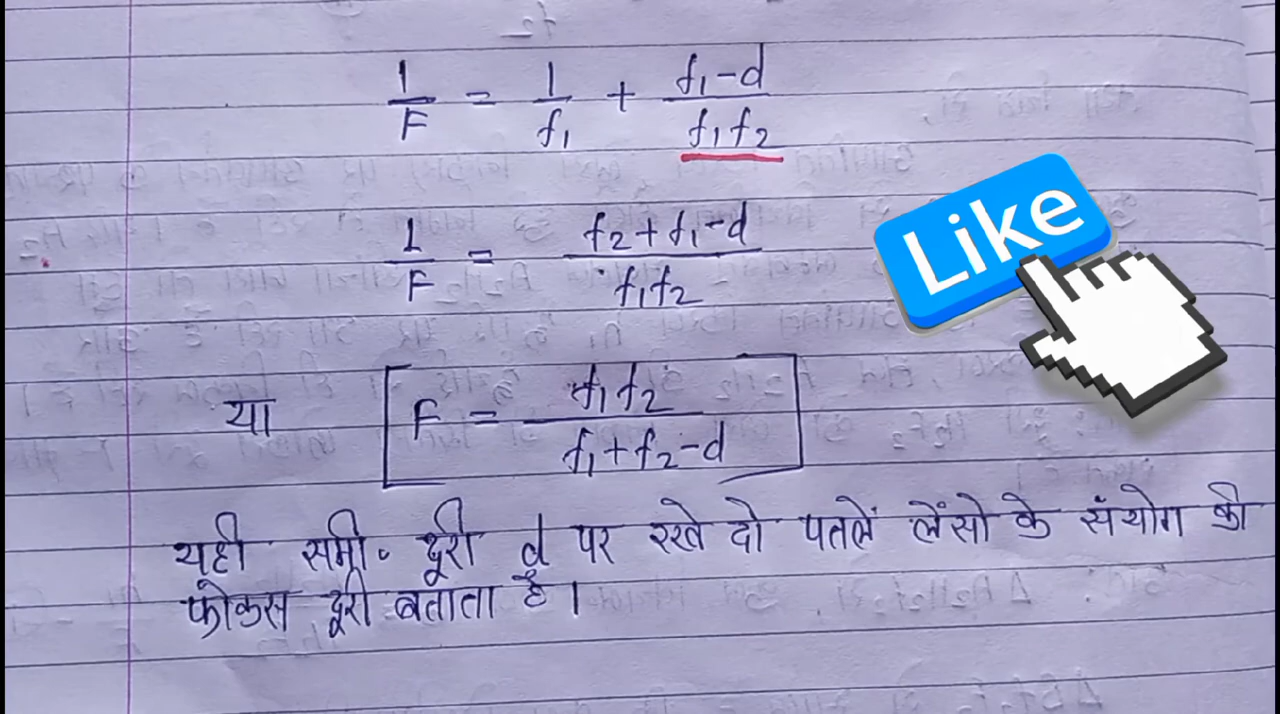 1/F = 1/f₁ + (f₁-d)/(f₁f₂)
1/F = (f₂+f₁-d)/(f₁f₂)
Like
या F = f₁f₂/(f₁+f₂-d)
यही समी. दूरी d पर रखे दो पतलें लेंसो के संयोग की
फोकस दूरी बताता है।